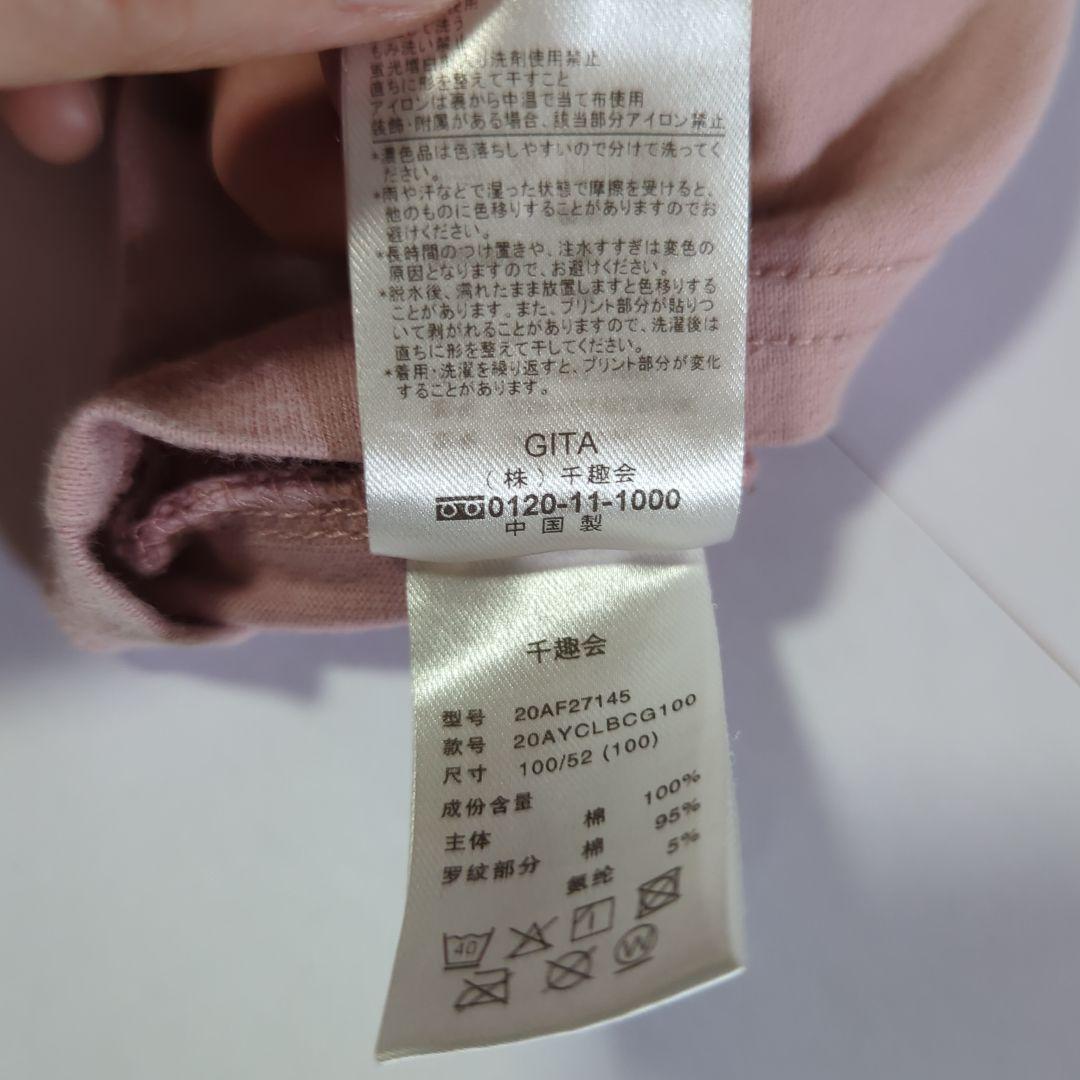 もみ洗い禁止
洗剤使用禁止
直ちに形を整えて干すこと
アイロンは裏から中温で当て布使用
装飾・付属がある場合、該当部分アイロン禁止
*濃色品は色落ちしやすいので分けて洗ってく
ださい。
*雨や汗などで湿った状態で摩擦を受けると、
他のものに色移りすることがありますのでお
避けください。
*長時間のつけ置きや、注水すすぎは変色の
原因となりますので、お避けください。
*脱水後、濡れたまま放置しますと色移りする
ことがあります。また、プリント部分が貼りつ
いて剥がれることがありますので、洗濯後は
直ちに形を整えて干してください。
*着用・洗濯を繰り返すと、プリント部分が変化
することがあります。
GITA
(株)千趣会
0120-11-1000
中国製
千趣会
型号 20AF27145
款号 20AYCLBCG100
尺寸 100/52 (100)
成份含量
主体 棉 100%
罗纹部分 棉 95%
氨纶 5%
40
W